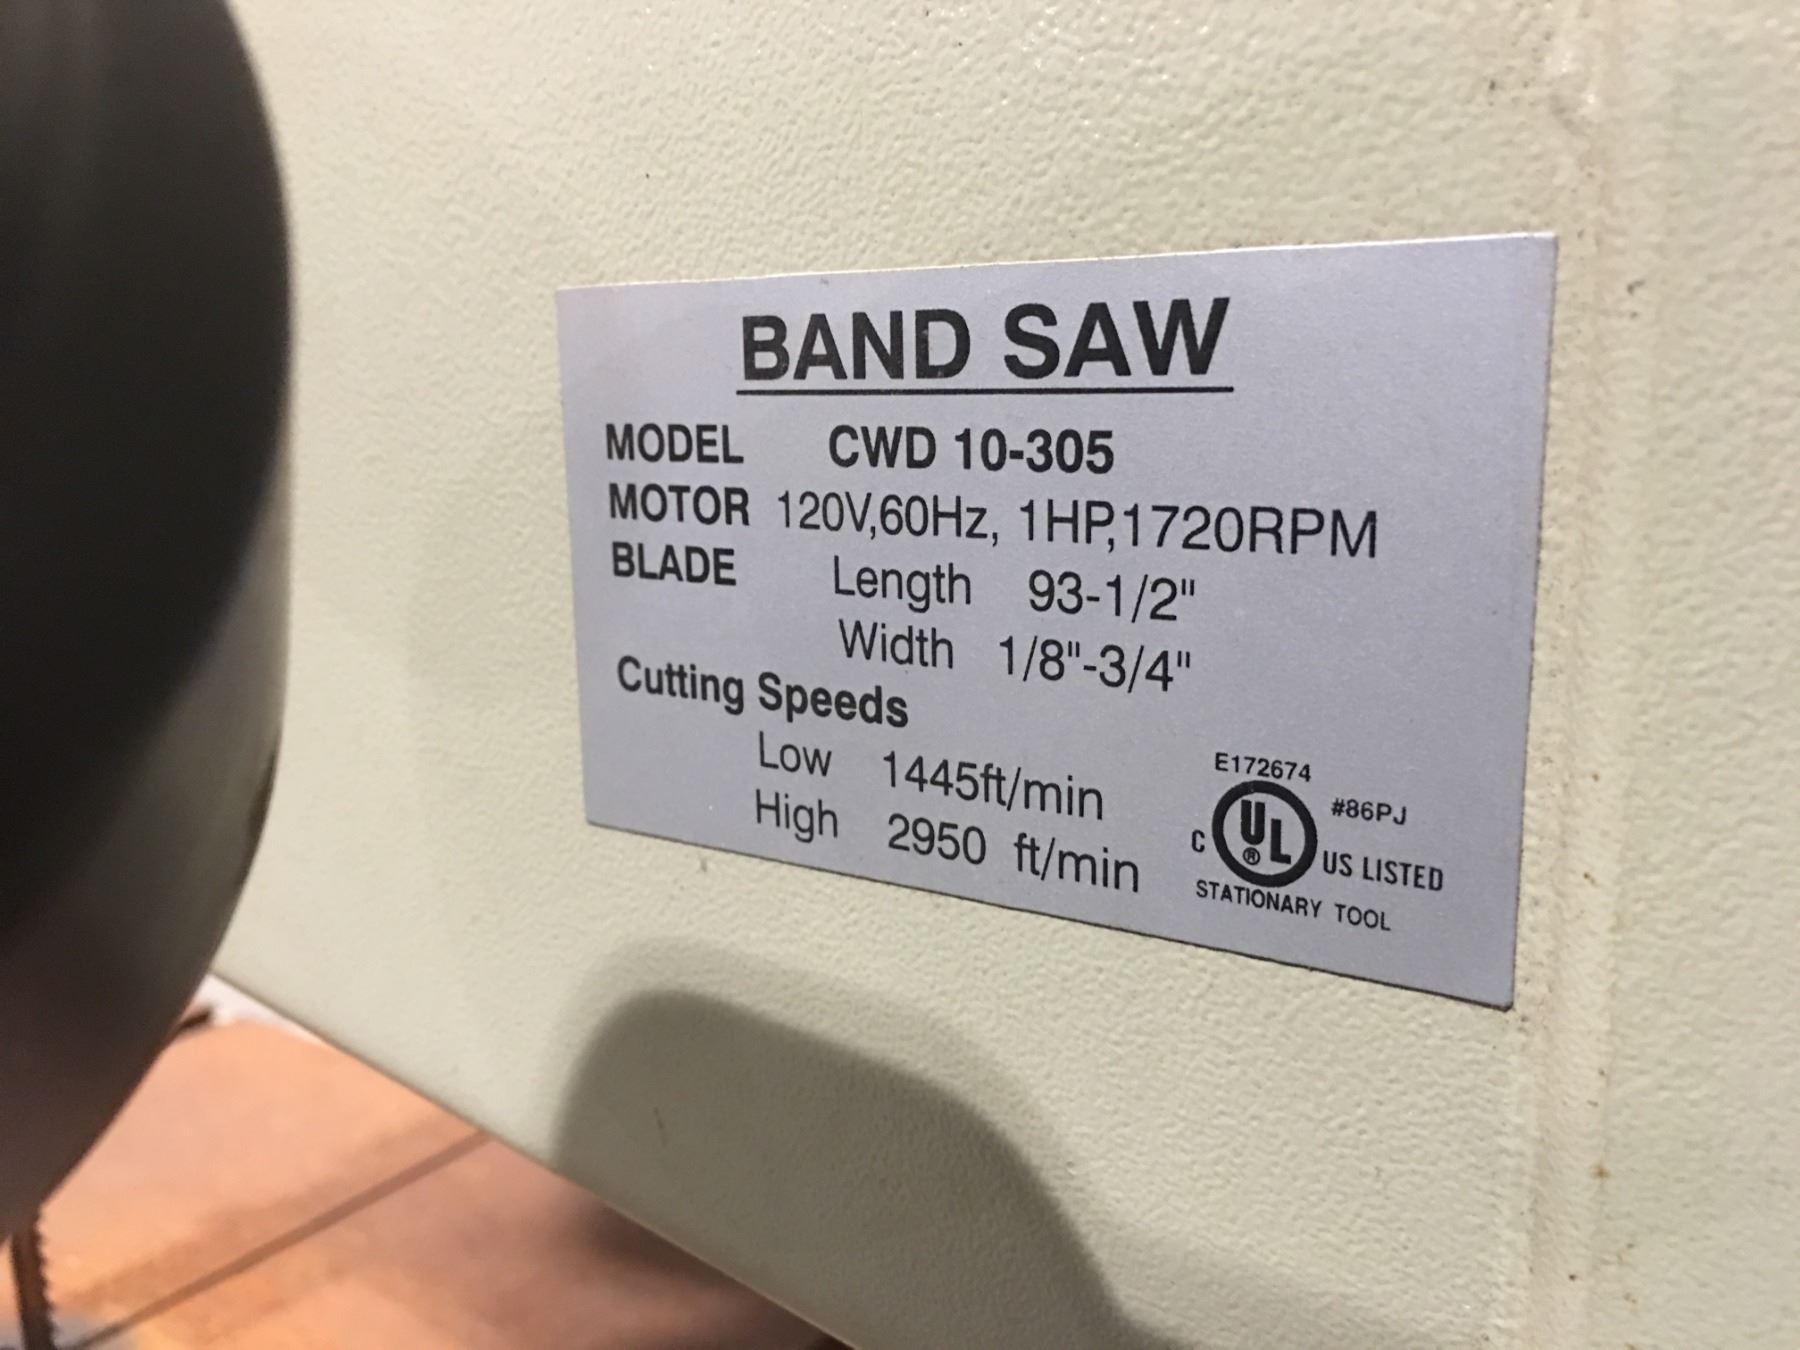 BAND SAW
MODEL CWD 10-305
MOTOR 120V,60Hz, 1HP,1720RPM
BLADE Length 93-1/2"
Width 1/8"-3/4"
Cutting Speeds
Low 1445ft/min
High 2950 ft/min
E172674
#86PJ
C UL ® US LISTED
STATIONARY TOOL